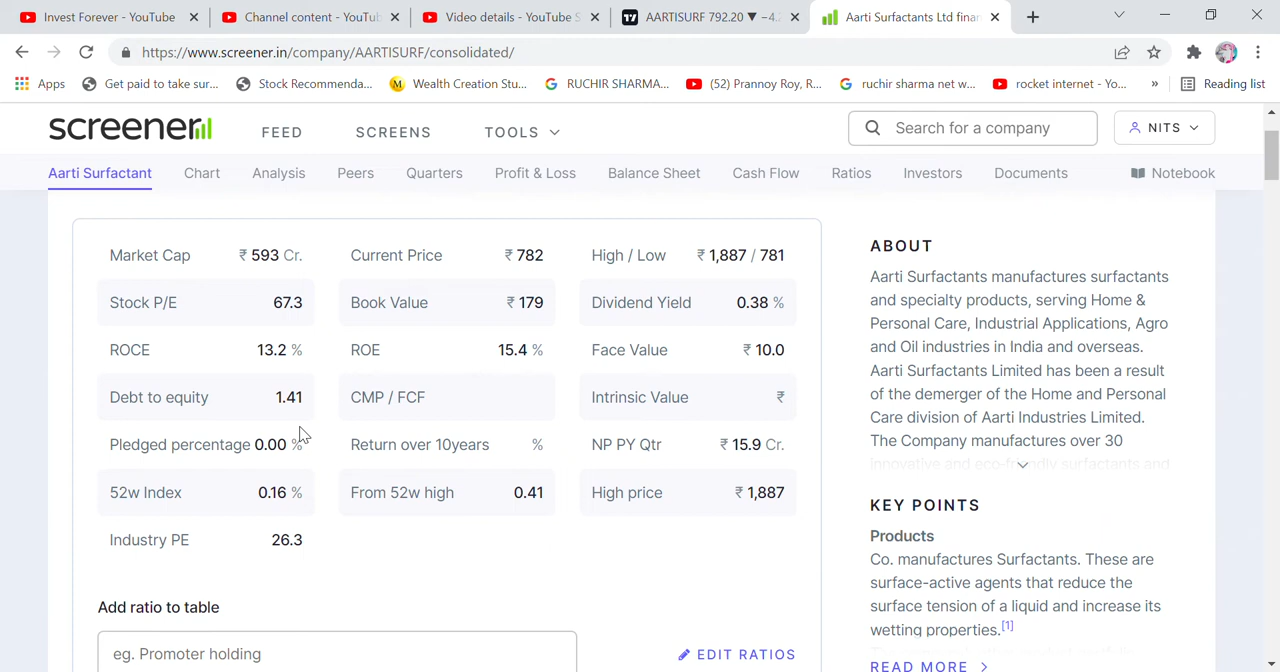 Invest Forever - YouTube
Channel content - YouTu
Video details - YouTube S
AARTISURF 792.20 ▼ −4.
Aarti Surfactants Ltd finan
https://www.screener.in/company/AARTISURF/consolidated/
Apps
Get paid to take sur...
Stock Recommenda...
Wealth Creation Stu...
RUCHIR SHARMA...
(52) Prannoy Roy, R...
ruchir sharma net w...
rocket internet - Yo...
»
Reading list
screener
FEED
SCREENS
TOOLS
Search for a company
NITS
Aarti Surfactant
Chart
Analysis
Peers
Quarters
Profit & Loss
Balance Sheet
Cash Flow
Ratios
Investors
Documents
Notebook
Market Cap ₹ 593 Cr.
Current Price ₹ 782
High / Low ₹ 1,887 / 781
Stock P/E 67.3
Book Value ₹ 179
Dividend Yield 0.38 %
ROCE 13.2 %
ROE 15.4 %
Face Value ₹ 10.0
Debt to equity 1.41
CMP / FCF
Intrinsic Value ₹
Pledged percentage 0.00 %
Return over 10years %
NP PY Qtr ₹ 15.9 Cr.
52w Index 0.16 %
From 52w high 0.41
High price ₹ 1,887
Industry PE 26.3
Add ratio to table
eg. Promoter holding
EDIT RATIOS
ABOUT
Aarti Surfactants manufactures surfactants
and specialty products, serving Home &
Personal Care, Industrial Applications, Agro
and Oil industries in India and overseas.
Aarti Surfactants Limited has been a result
of the demerger of the Home and Personal
Care division of Aarti Industries Limited.
The Company manufactures over 30
innovative and eco-friendly surfactants and
KEY POINTS
Products
Co. manufactures Surfactants. These are
surface-active agents that reduce the
surface tension of a liquid and increase its
wetting properties.[1]
READ MORE